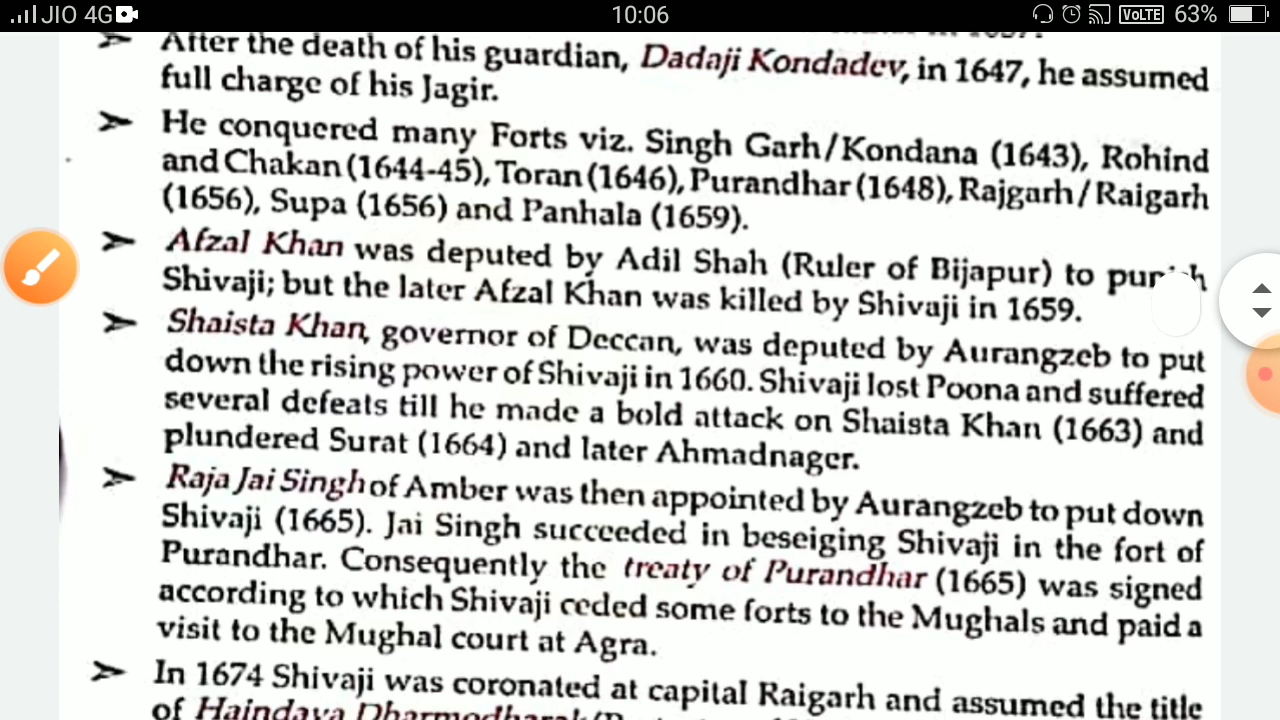 JIO 4G 10:06 VoLTE 63%
After the death of his guardian, Dadaji Kondadev, in 1647, he assumed
full charge of his Jagir.
➢ He conquered many Forts viz. Singh Garh/Kondana (1643), Rohind
and Chakan (1644-45), Toran (1646), Purandhar (1648), Rajgarh/Raigarh
(1656), Supa (1656) and Panhala (1659).
➢ Afzal Khan was deputed by Adil Shah (Ruler of Bijapur) to punish
Shivaji; but the later Afzal Khan was killed by Shivaji in 1659.
➢ Shaista Khan, governor of Deccan, was deputed by Aurangzeb to put
down the rising power of Shivaji in 1660. Shivaji lost Poona and suffered
several defeats till he made a bold attack on Shaista Khan (1663) and
plundered Surat (1664) and later Ahmadnager.
➢ Raja Jai Singh of Amber was then appointed by Aurangzeb to put down
Shivaji (1665). Jai Singh succeeded in beseiging Shivaji in the fort of
Purandhar. Consequently the treaty of Purandhar (1665) was signed
according to which Shivaji ceded some forts to the Mughals and paid a
visit to the Mughal court at Agra.
➢ In 1674 Shivaji was coronated at capital Raigarh and assumed the title
of Haindava Dharmodharak